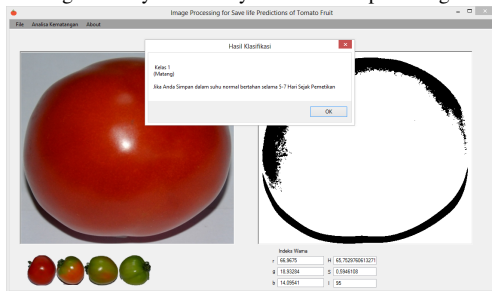 Image Processing for Save life Predictions of Tomato Fruit
File Analisa Kematangan About
Hasil Klasifikasi
Kelas 1
(Matang)
Jika Anda Simpan dalam suhu normal bertahan selama 5-7 Hari Sejak Pemetikan
OK
Indeks Warna
r 66,9675 H 65,7528760613271
g 18,93284 S 0,5946108
b 14,09541 I 95